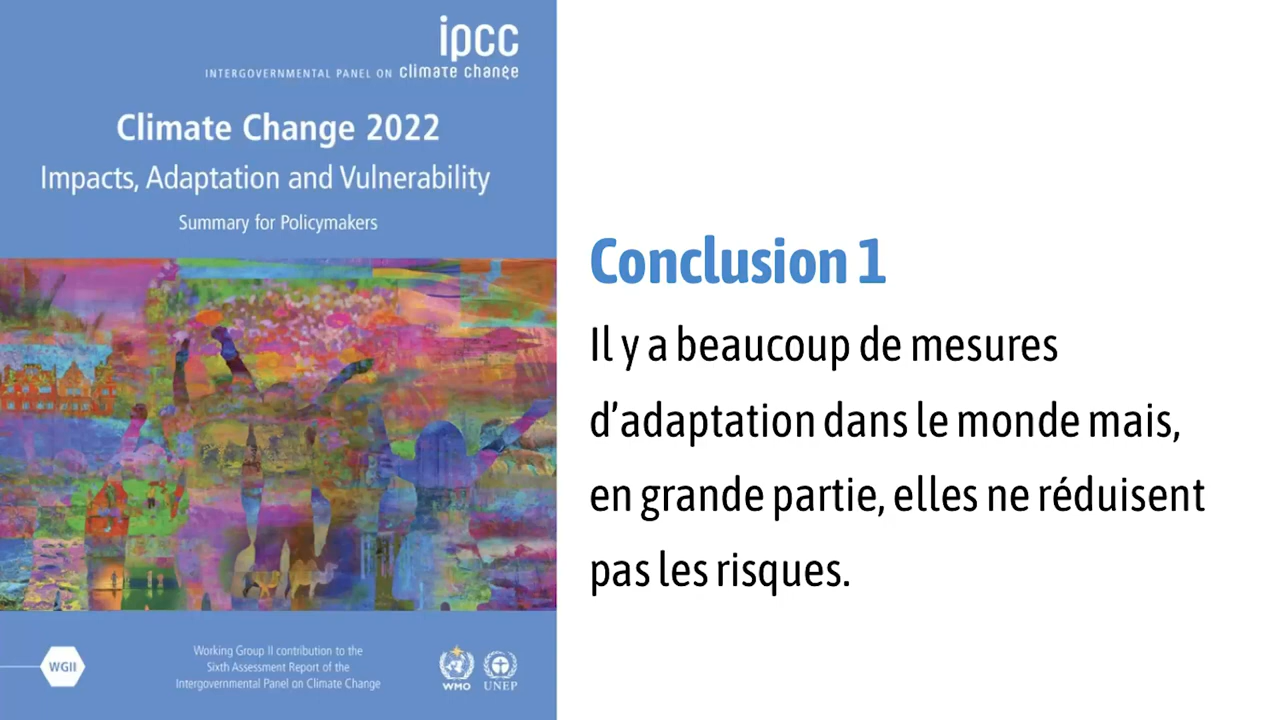 ipcc
INTERGOVERNMENTAL PANEL ON climate change
Climate Change 2022
Impacts, Adaptation and Vulnerability
Summary for Policymakers
Conclusion 1
Il y a beaucoup de mesures
d’adaptation dans le monde mais,
en grande partie, elles ne réduisent
pas les risques.
WGII
Working Group II contribution to the
Sixth Assessment Report of the
Intergovernmental Panel on Climate Change
WMO
UNEP